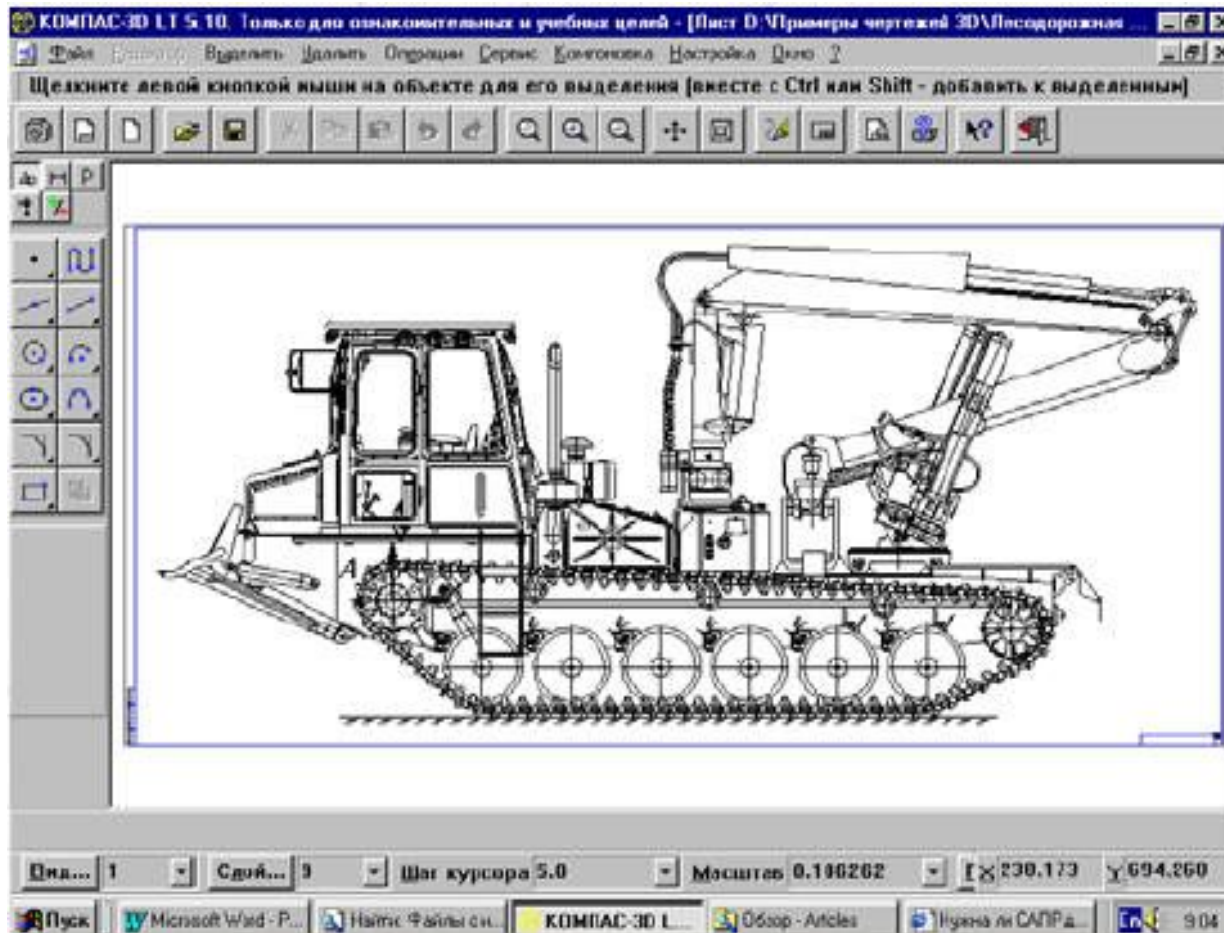 КОМПАС-3D LT 5.10. Только для ознакомительных и учебных целей - [Лист D:\Примеры чертежей 3D\Лесодорожная ...
Файл Выделить Удалить Операции Сервис Компоновка Настройка Окно ?
Щелкните левой кнопкой мыши на объекте для его выделения (вместе с Ctrl или Shift - добавить к выделенным)
P
A
Вид... 1 Слой... 9 Шаг курсора 5.0 Масштаб 0.106262 X 230.173 Y 694.260
Пуск Microsoft Word - P... Найти: Файлы с и... КОМПАС-3D L... Обзор - Articles Нужна ли САПР д... En 9:04